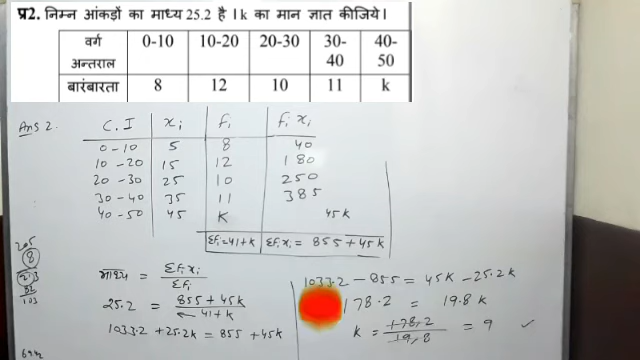 प्र2. निम्न आंकड़ों का माध्य 25.2 है । k का मान ज्ञात कीजिये ।
वर्ग अन्तराल 0-10 10-20 20-30 30-40 40-50
बारंबारता 8 12 10 11 k
Ans 2.
C.I xi fi fi xi
0-10 5 8 40
10-20 15 12 180
20-30 25 10 250
30-40 35 11 385
40-50 45 K 45k
Σfi=41+k Σfixi = 855+45k
माध्य = Σfixi / Σfi
25.2 = 855+45k / 41+k
1033.2+25.2k = 855+45k
1033.2-855 = 45k-25.2k
178.2 = 19.8k
k = 178.2 / 19.8 = 9 ✓